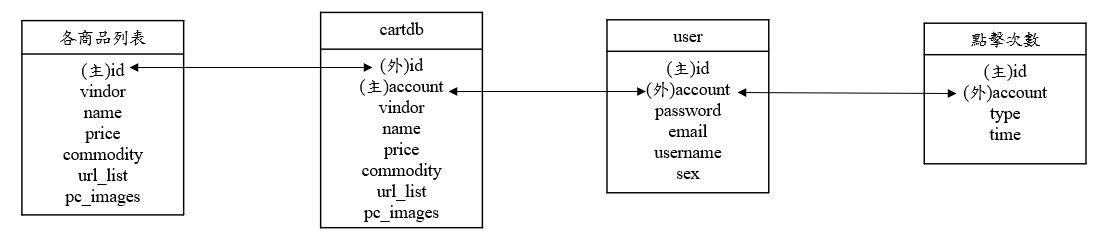 各商品列表
(主)id
vindor
name
price
commodity
url_list
pc_images
cartdb
(外)id
(主)account
vindor
name
price
commodity
url_list
pc_images
user
(主)id
(外)account
password
email
username
sex
點擊次數
(主)id
(外)account
type
time